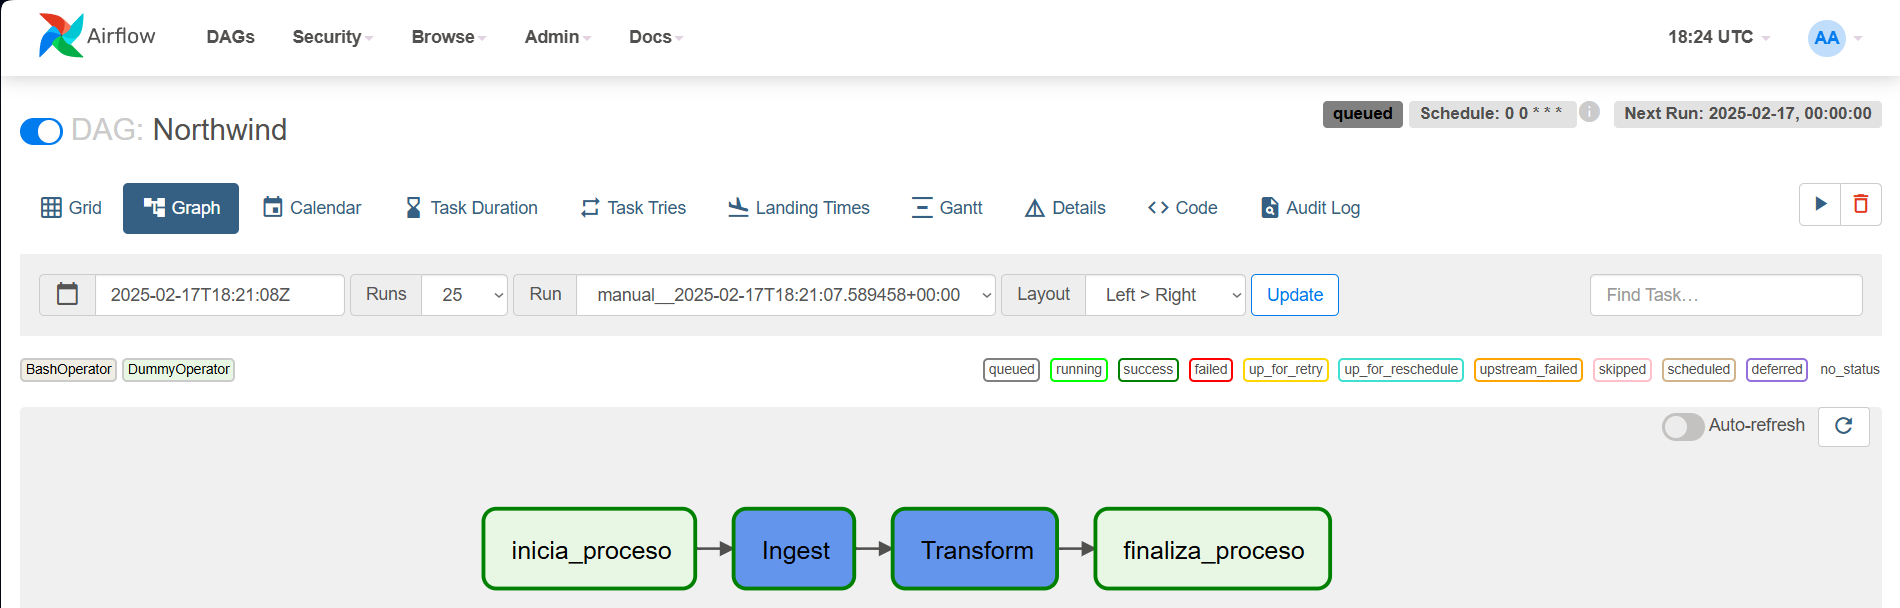 Airflow DAGs Security Browse Admin Docs 18:24 UTC AA
DAG: Northwind queued Schedule: 0 0 * * * i Next Run: 2025-02-17, 00:00:00
Grid Graph Calendar Task Duration Task Tries Landing Times Gantt Details Code Audit Log
2025-02-17T18:21:08Z Runs 25 Run manual__2025-02-17T18:21:07.589458+00:00 Layout Left > Right Update Find Task…
BashOperator DummyOperator queued running success failed up_for_retry up_for_reschedule upstream_failed skipped scheduled deferred no_status
Auto-refresh
inicia_proceso Ingest Transform finaliza_proceso